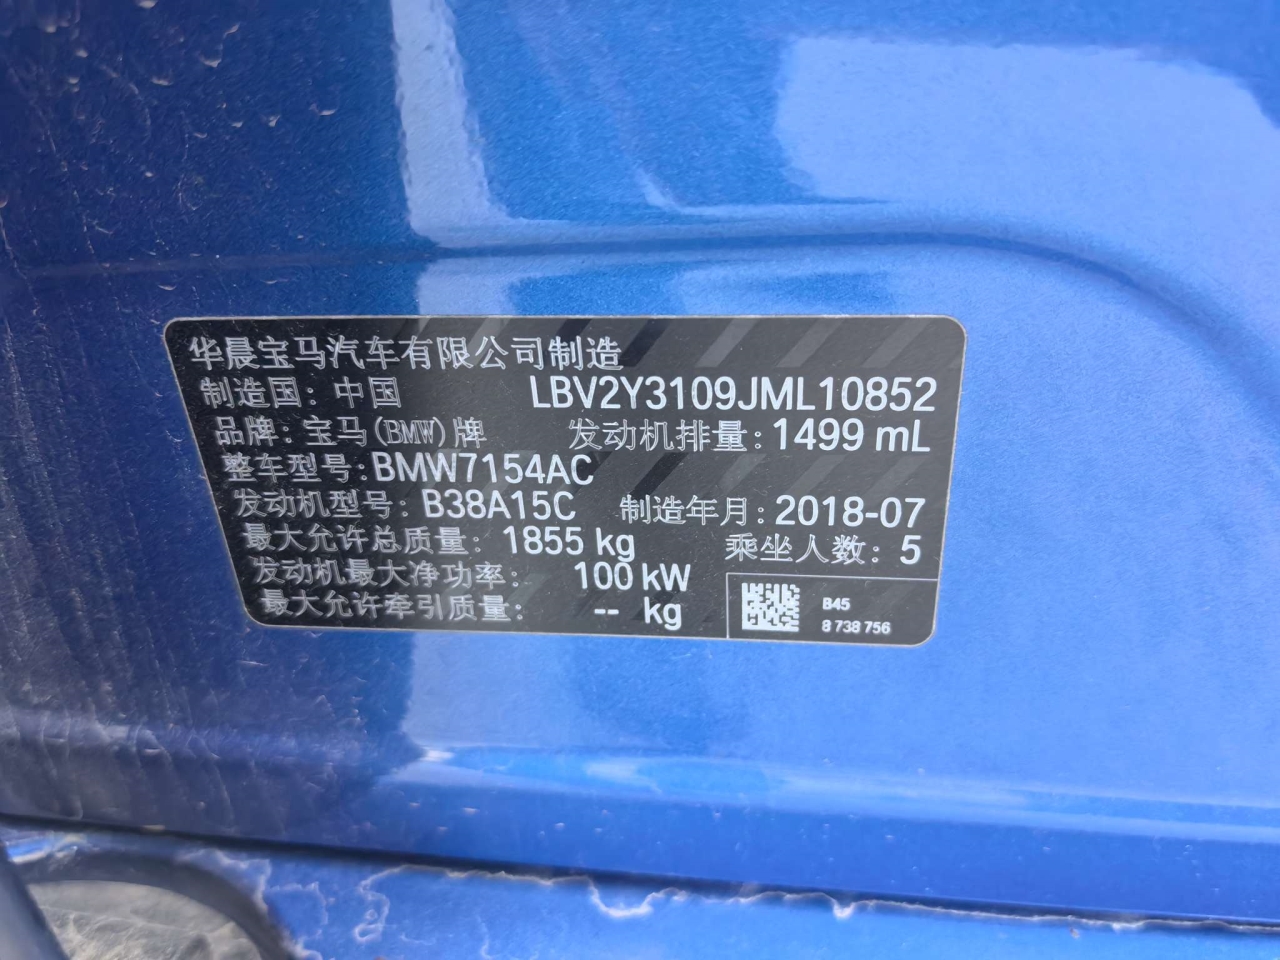 华晨宝马汽车有限公司制造
制造国：中国 LBV2Y3109JML10852
品牌：宝马(BMW)牌 发动机排量：1499 mL
整车型号：BMW7154AC
发动机型号：B38A15C 制造年月：2018-07
最大允许总质量：1855 kg 乘坐人数：5
发动机最大净功率：100 kW
最大允许牵引质量：-- kg
B45
8 738 756